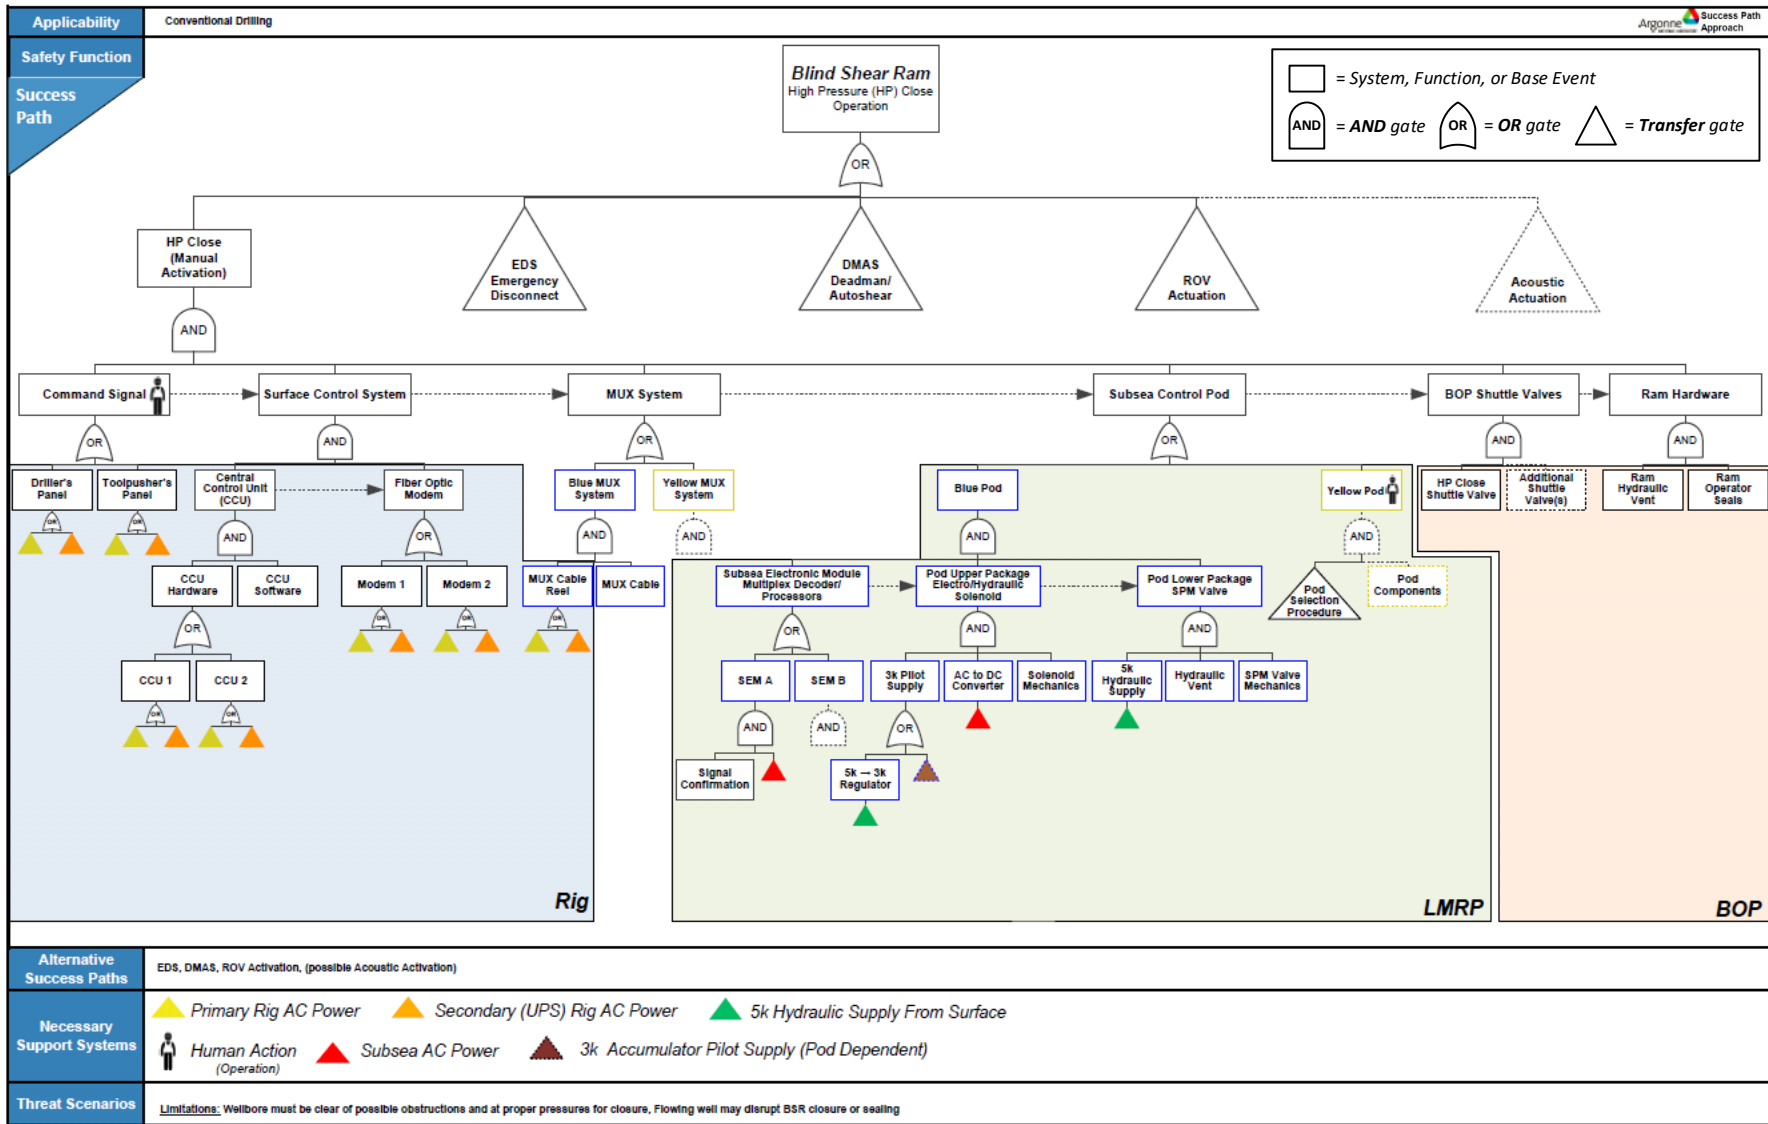 Applicability
Conventional Drilling
Argonne
Success Path
Approach
Safety Function
Success
Path
Blind Shear Ram
High Pressure (HP) Close
Operation
= System, Function, or Base Event
AND
= AND gate
OR
= OR gate
= Transfer gate
OR
HP Close
(Manual
Activation)
EDS
Emergency
Disconnect
DMAS
Deadman/
Autoshear
ROV
Actuation
Acoustic
Actuation
AND
Command Signal
Surface Control System
MUX System
Subsea Control Pod
BOP Shuttle Valves
Ram Hardware
OR
AND
OR
OR
AND
AND
Driller's
Panel
Toolpusher's
Panel
Central
Control Unit
(CCU)
Fiber Optic
Modem
Blue MUX
System
Yellow MUX
System
Blue Pod
Yellow Pod
HP Close
Shuttle Valve
Additional
Shuttle
Valve(s)
Ram
Hydraulic
Vent
Ram
Operator
Seals
OR
OR
AND
OR
AND
AND
AND
AND
CCU
Hardware
CCU
Software
Modem 1
Modem 2
MUX Cable
Reel
MUX Cable
Subsea Electronic Module
Multiplex Decoder/
Processors
Pod Upper Package
Electro/Hydraulic
Solenoid
Pod Lower Package
SPM Valve
Pod
Selection
Procedure
Pod
Components
OR
OR
OR
OR
OR
AND
AND
CCU 1
CCU 2
SEM A
SEM B
3k Pilot
Supply
AC to DC
Converter
Solenoid
Mechanics
5k
Hydraulic
Supply
Hydraulic
Vent
SPM Valve
Mechanics
OR
OR
AND
AND
OR
Signal
Confirmation
5k → 3k
Regulator
Rig
LMRP
BOP
Alternative
Success Paths
EDS, DMAS, ROV Activation, (possible Acoustic Activation)
Necessary
Support Systems
Primary Rig AC Power
Secondary (UPS) Rig AC Power
5k Hydraulic Supply From Surface
Human Action
(Operation)
Subsea AC Power
3k Accumulator Pilot Supply (Pod Dependent)
Threat Scenarios
Limitations: Wellbore must be clear of possible obstructions and at proper pressures for closure, Flowing well may disrupt BSR closure or sealing